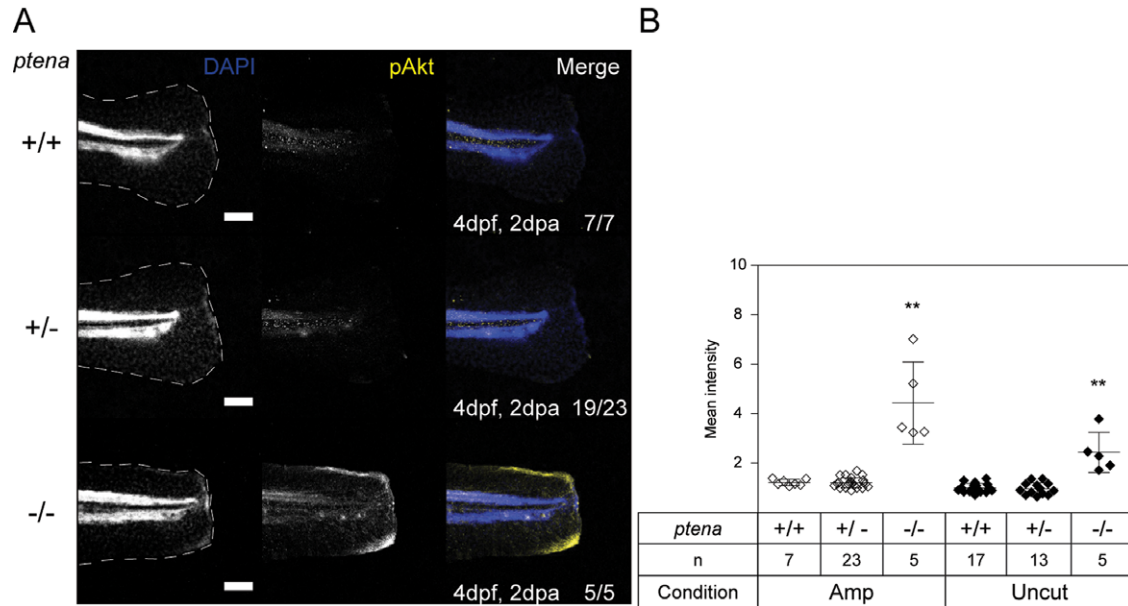 A
ptena
DAPI
pAkt
Merge
+/+
4dpf, 2dpa 7/7
+/-
4dpf, 2dpa 19/23
-/-
4dpf, 2dpa 5/5
B
Mean intensity
10
8
6
4
2
**
**
ptena +/+ +/ - -/- +/+ +/- -/-
n 7 23 5 17 13 5
Condition Amp Uncut